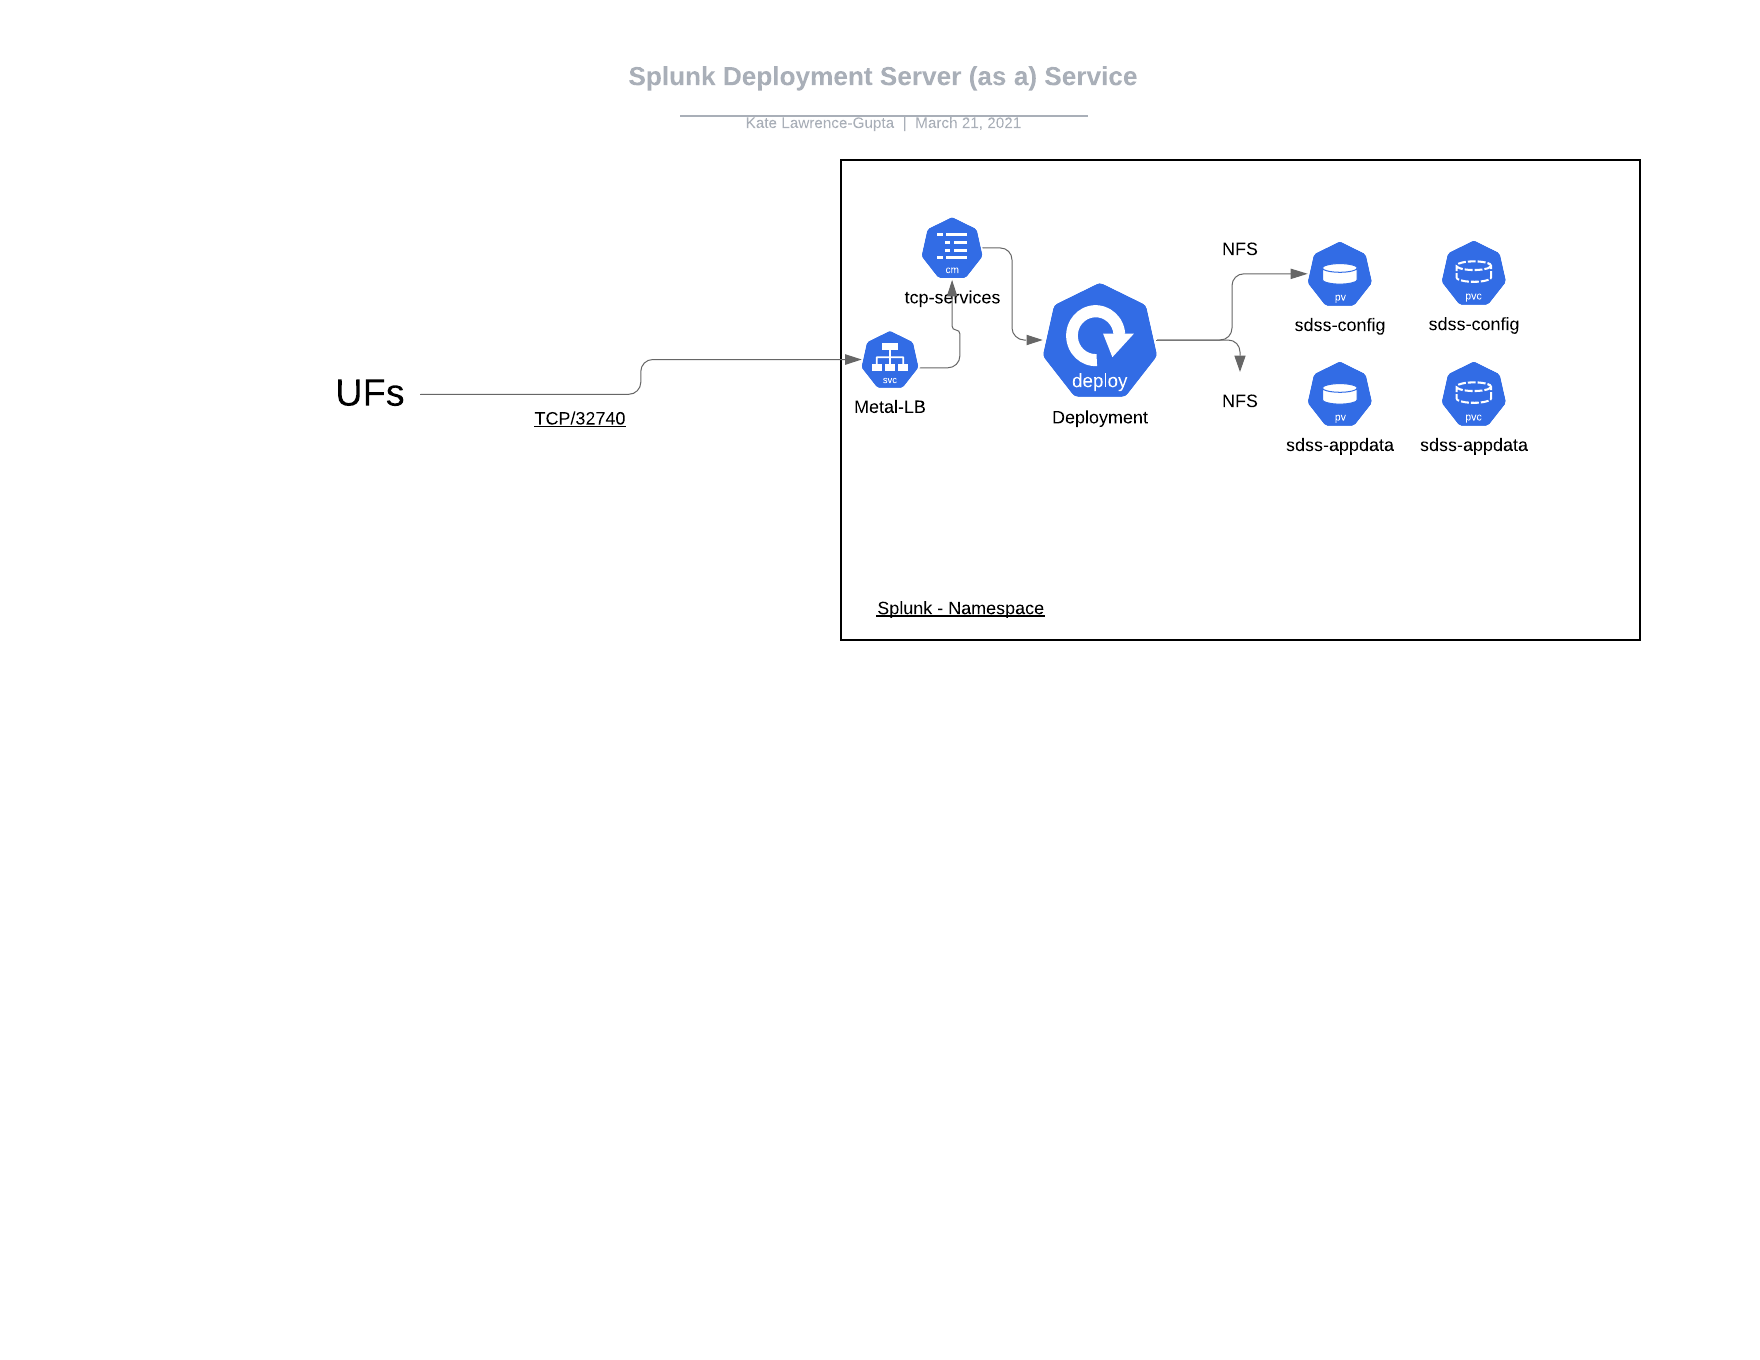 Splunk Deployment Server (as a) Service
Kate Lawrence-Gupta | March 21, 2021
cm
tcp-services
svc
Metal-LB
UFs
TCP/32740
deploy
Deployment
NFS
NFS
pv
sdss-config
pvc
sdss-config
pv
sdss-appdata
pvc
sdss-appdata
Splunk - Namespace